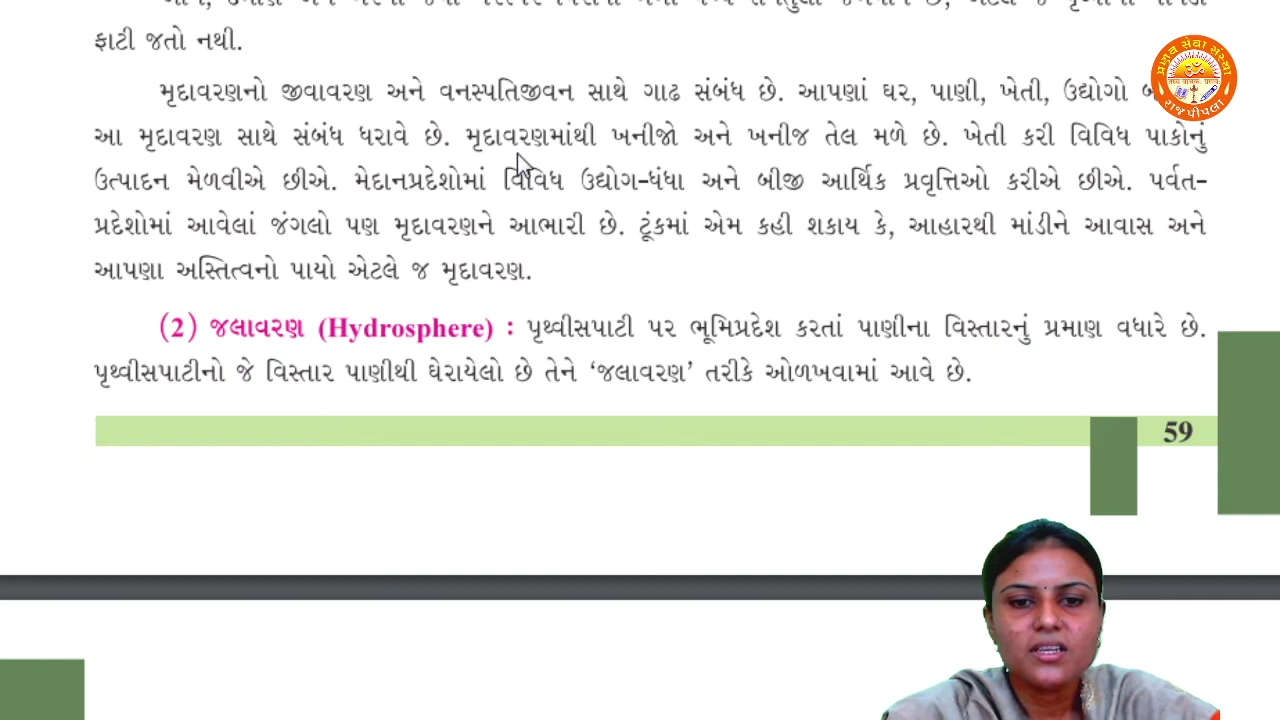 ફાટી જતો નથી.
મૃદાવરણનો જીવાવરણ અને વનસ્પતિજીવન સાથે ગાઢ સંબંધ છે. આપણાં ઘર, પાણી, ખેતી, ઉદ્યોગો
આ મૃદાવરણ સાથે સંબંધ ધરાવે છે. મૃદાવરણમાંથી ખનીજો અને ખનીજ તેલ મળે છે. ખેતી કરી વિવિધ પાકોનું
ઉત્પાદન મેળવીએ છીએ. મેદાનપ્રદેશોમાં વિવિધ ઉદ્યોગ-ધંધા અને બીજી આર્થિક પ્રવૃત્તિઓ કરીએ છીએ. પર્વત-
પ્રદેશોમાં આવેલાં જંગલો પણ મૃદાવરણને આભારી છે. ટૂંકમાં એમ કહી શકાય કે, આહારથી માંડીને આવાસ અને
આપણા અસ્તિત્વનો પાયો એટલે જ મૃદાવરણ.
(2) જલાવરણ (Hydrosphere) : પૃથ્વીસપાટી પર ભૂમિપ્રદેશ કરતાં પાણીના વિસ્તારનું પ્રમાણ વધારે છે.
પૃથ્વીસપાટીનો જે વિસ્તાર પાણીથી ઘેરાયેલો છે તેને ‘જલાવરણ’ તરીકે ઓળખવામાં આવે છે.
59
પ્રણવ સેવા સંસ્થા
ૐ
રાજપીપલા